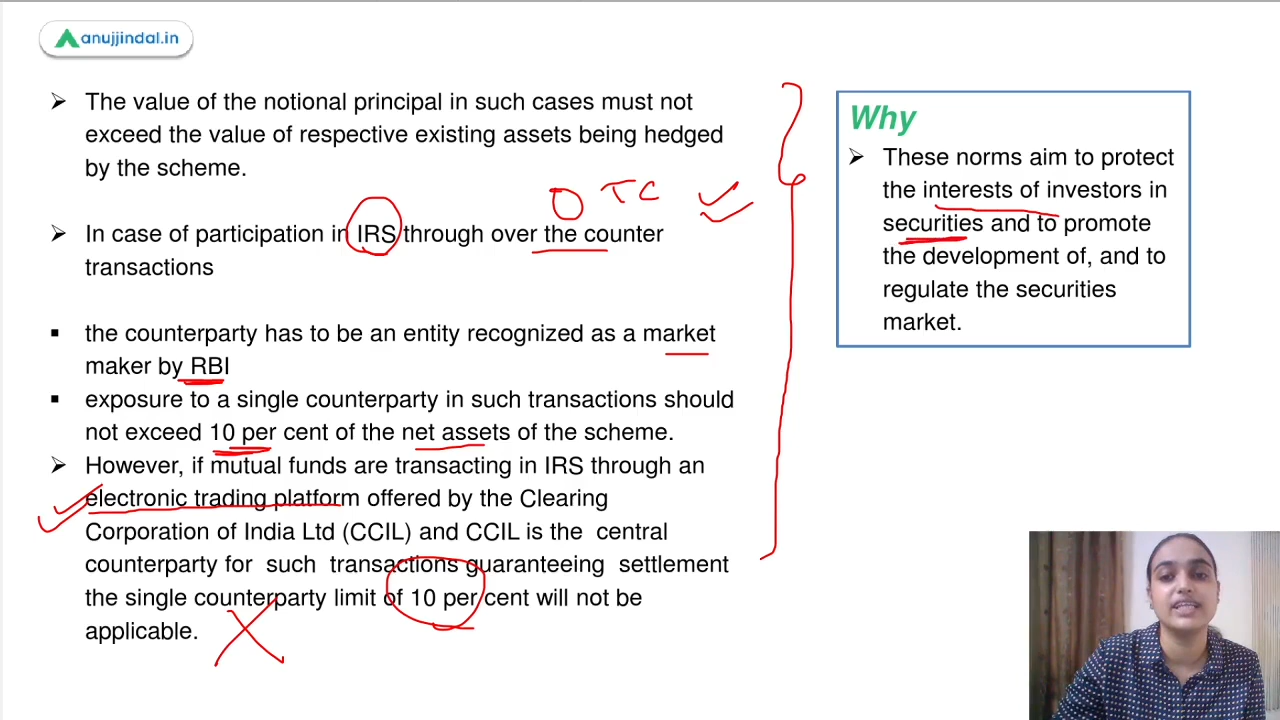 anujjindal.in
The value of the notional principal in such cases must not
exceed the value of respective existing assets being hedged
by the scheme.
OTC
In case of participation in IRS through over the counter
transactions
the counterparty has to be an entity recognized as a market
maker by RBI
exposure to a single counterparty in such transactions should
not exceed 10 per cent of the net assets of the scheme.
However, if mutual funds are transacting in IRS through an
electronic trading platform offered by the Clearing
Corporation of India Ltd (CCIL) and CCIL is the central
counterparty for such transactions guaranteeing settlement
the single counterparty limit of 10 per cent will not be
applicable.
Why
These norms aim to protect
the interests of investors in
securities and to promote
the development of, and to
regulate the securities
market.